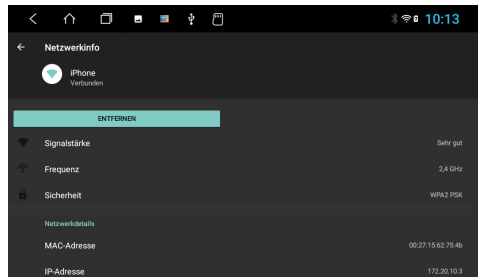 10:13
Netzwerkinfo
iPhone
Verbunden
ENTFERNEN
Signalstärke Sehr gut
Frequenz 2,4 GHz
Sicherheit WPA2 PSK
Netzwerkdetails
MAC-Adresse 00:27:15:62:75:4b
IP-Adresse 172.20.10.3